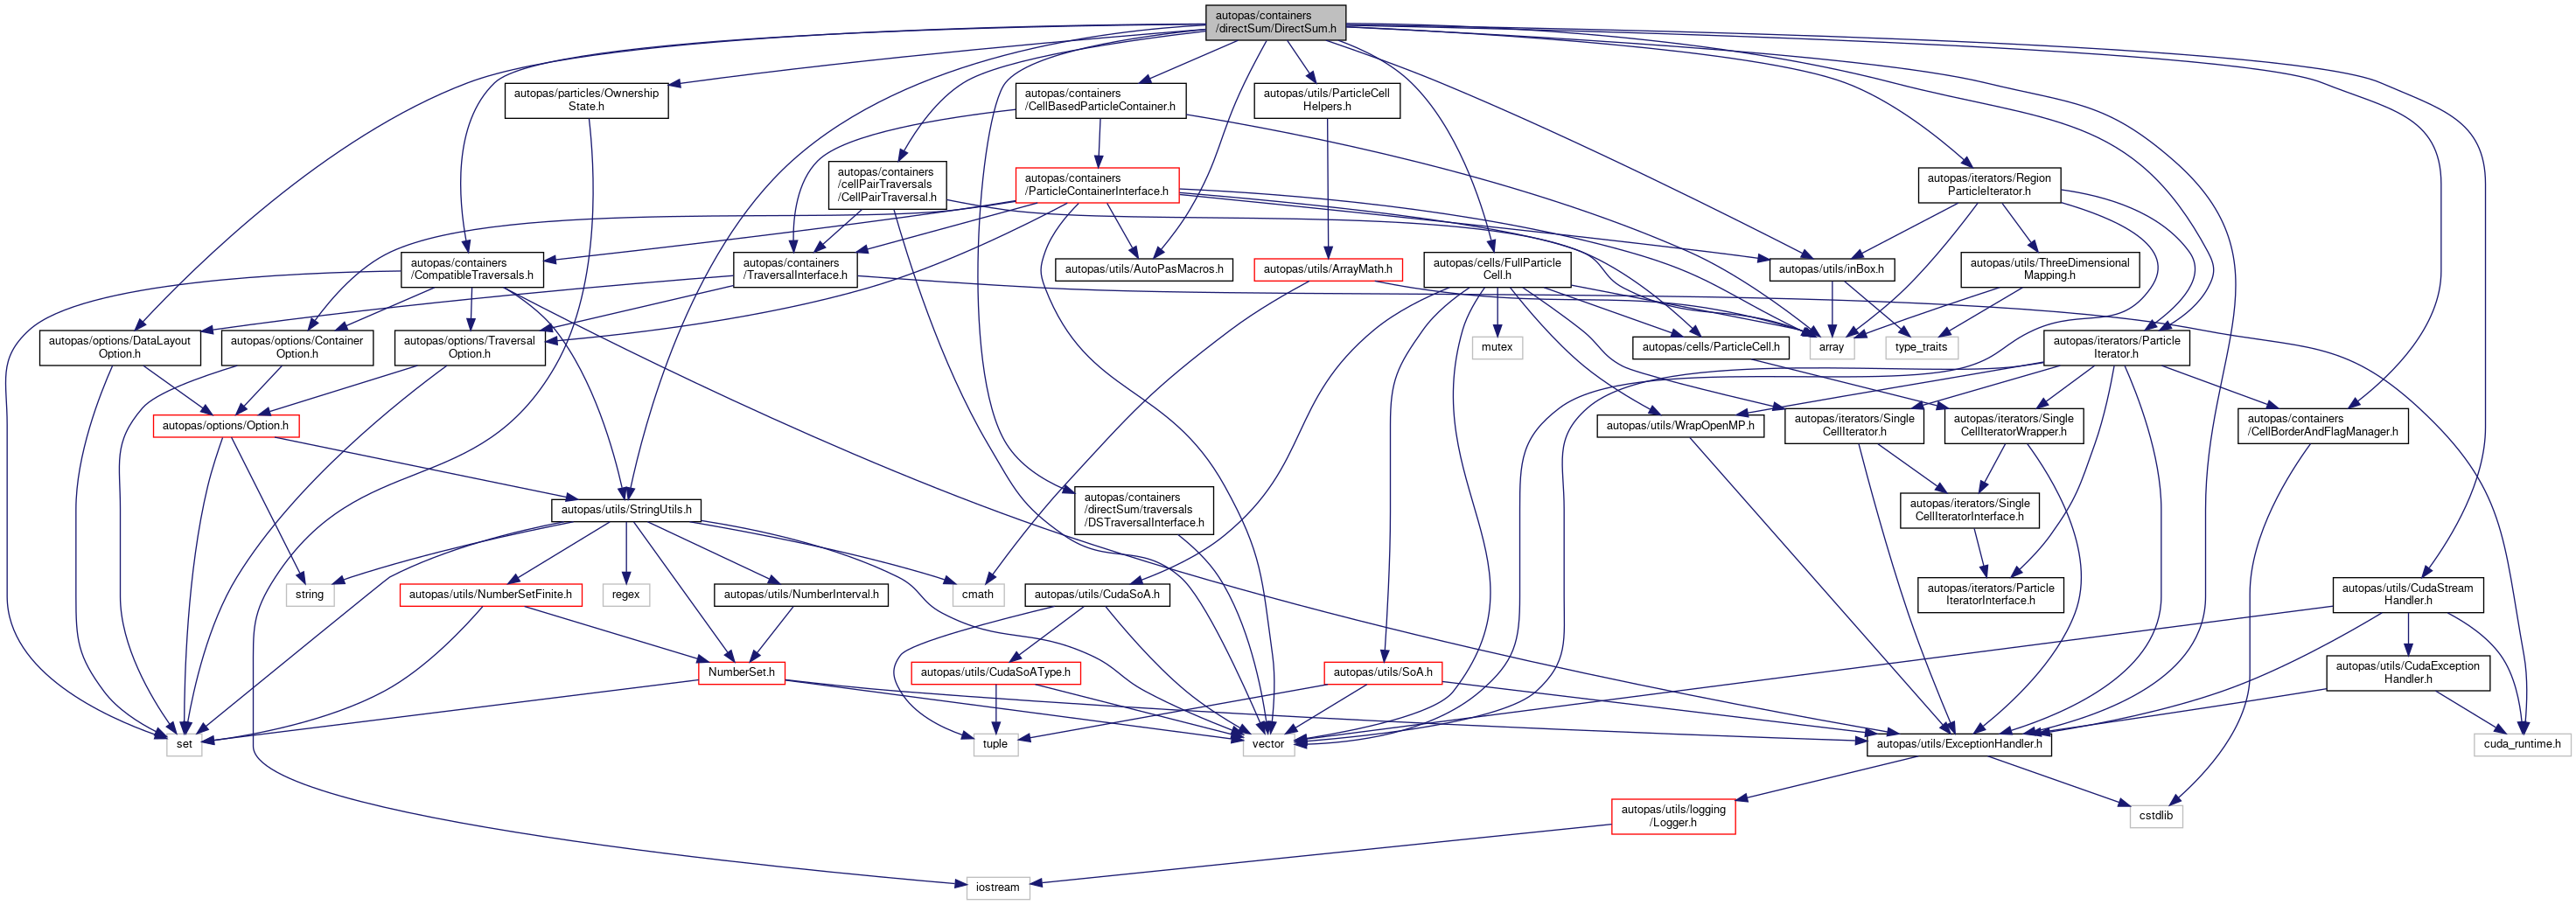 autopas/containers
/directSum/DirectSum.h
autopas/particles/Ownership
State.h
autopas/containers
/CellBasedParticleContainer.h
autopas/utils/ParticleCell
Helpers.h
autopas/containers
/cellPairTraversals
/CellPairTraversal.h
autopas/containers
/ParticleContainerInterface.h
autopas/iterators/Region
ParticleIterator.h
autopas/containers
/CompatibleTraversals.h
autopas/containers
/TraversalInterface.h
autopas/utils/AutoPasMacros.h
autopas/utils/ArrayMath.h
autopas/cells/FullParticle
Cell.h
autopas/utils/inBox.h
autopas/utils/ThreeDimensional
Mapping.h
autopas/options/DataLayout
Option.h
autopas/options/Container
Option.h
autopas/options/Traversal
Option.h
mutex
autopas/cells/ParticleCell.h
array
type_traits
autopas/iterators/Particle
Iterator.h
autopas/options/Option.h
autopas/utils/WrapOpenMP.h
autopas/iterators/Single
CellIterator.h
autopas/iterators/Single
CellIteratorWrapper.h
autopas/containers
/CellBorderAndFlagManager.h
autopas/utils/StringUtils.h
autopas/containers
/directSum/traversals
/DSTraversalInterface.h
autopas/iterators/Single
CellIteratorInterface.h
string
autopas/utils/NumberSetFinite.h
regex
autopas/utils/NumberInterval.h
cmath
autopas/utils/CudaSoA.h
autopas/iterators/Particle
IteratorInterface.h
autopas/utils/CudaStream
Handler.h
NumberSet.h
autopas/utils/CudaSoAType.h
autopas/utils/SoA.h
autopas/utils/CudaException
Handler.h
set
tuple
vector
autopas/utils/ExceptionHandler.h
cuda_runtime.h
autopas/utils/logging
/Logger.h
cstdlib
iostream